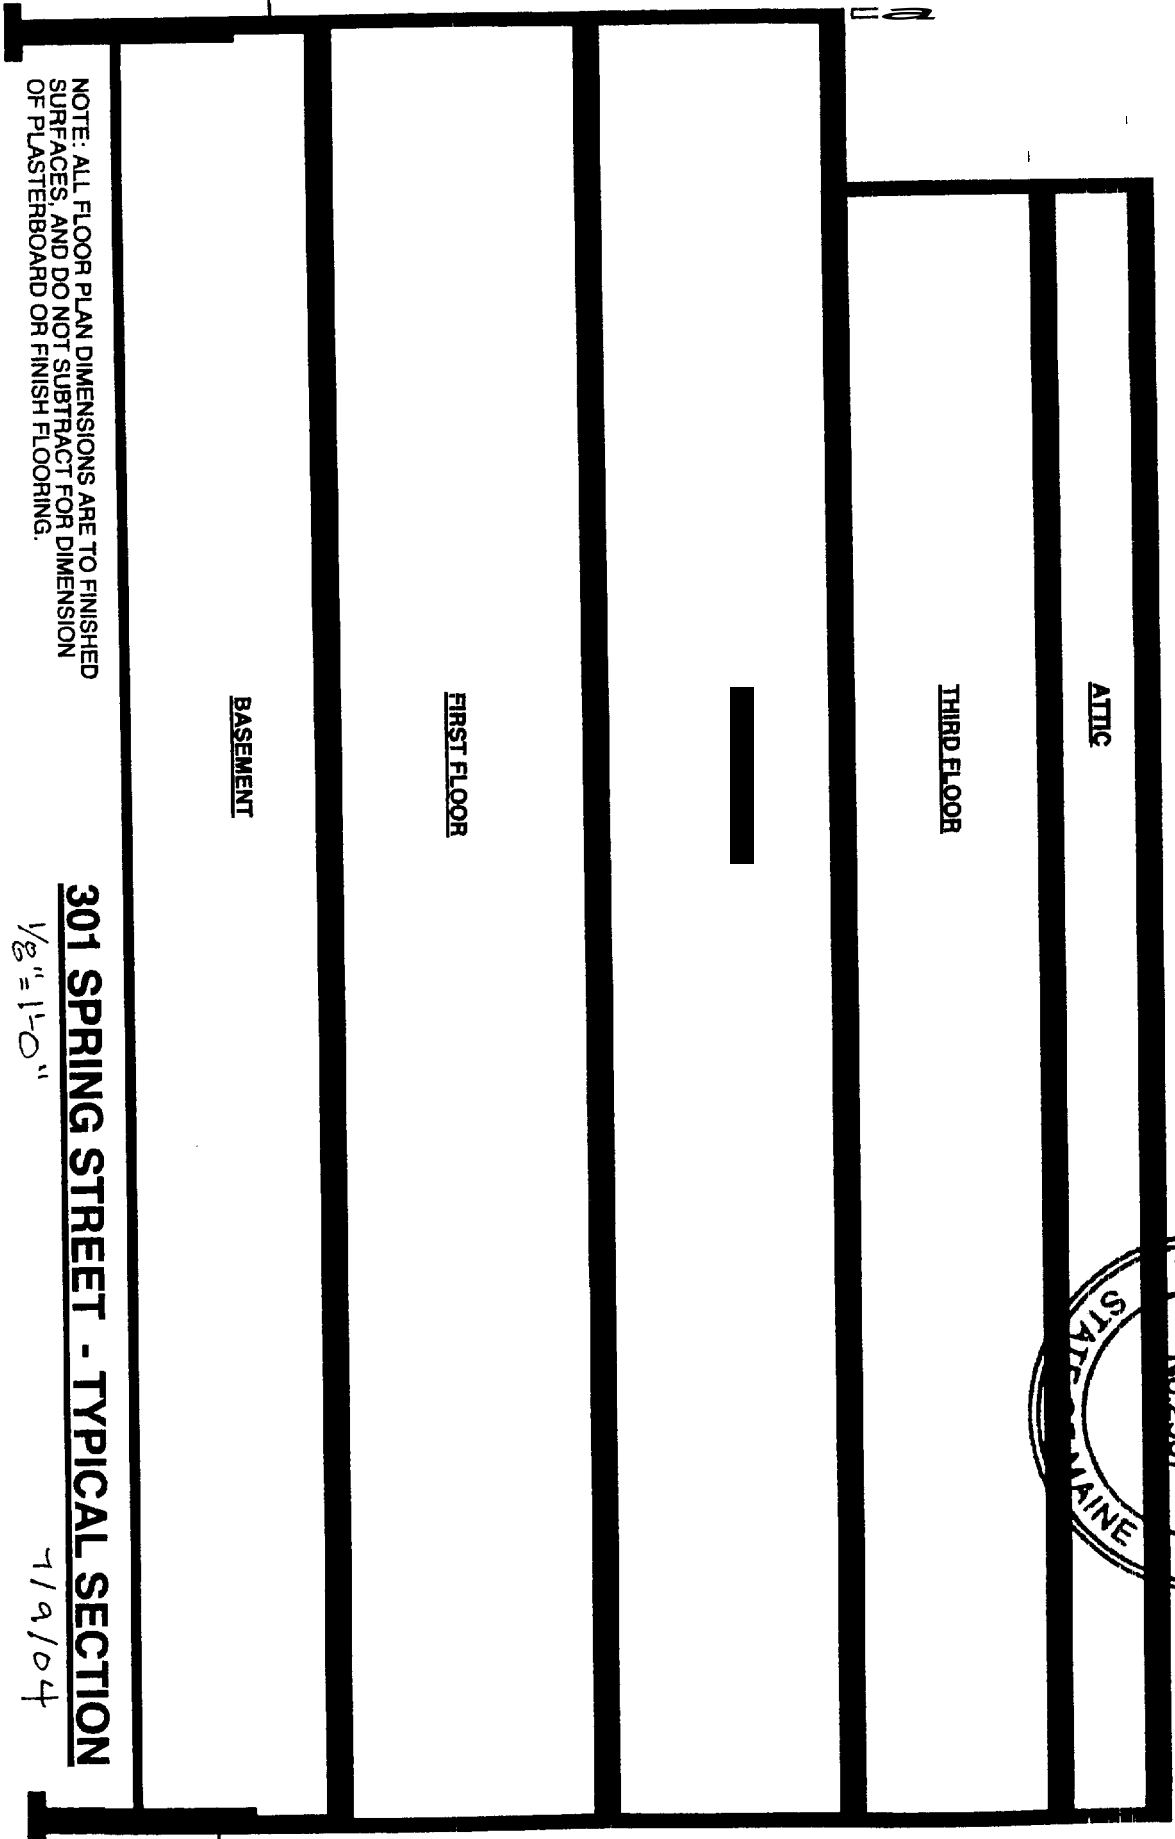 ATTIC
THIRD FLOOR
FIRST FLOOR
BASEMENT
NOTE: ALL FLOOR PLAN DIMENSIONS ARE TO FINISHED
SURFACES, AND DO NOT SUBTRACT FOR DIMENSION
OF PLASTERBOARD OR FINISH FLOORING.
301 SPRING STREET - TYPICAL SECTION
1/8" = 1'-0"
7/9/04
STATE OF MAINE